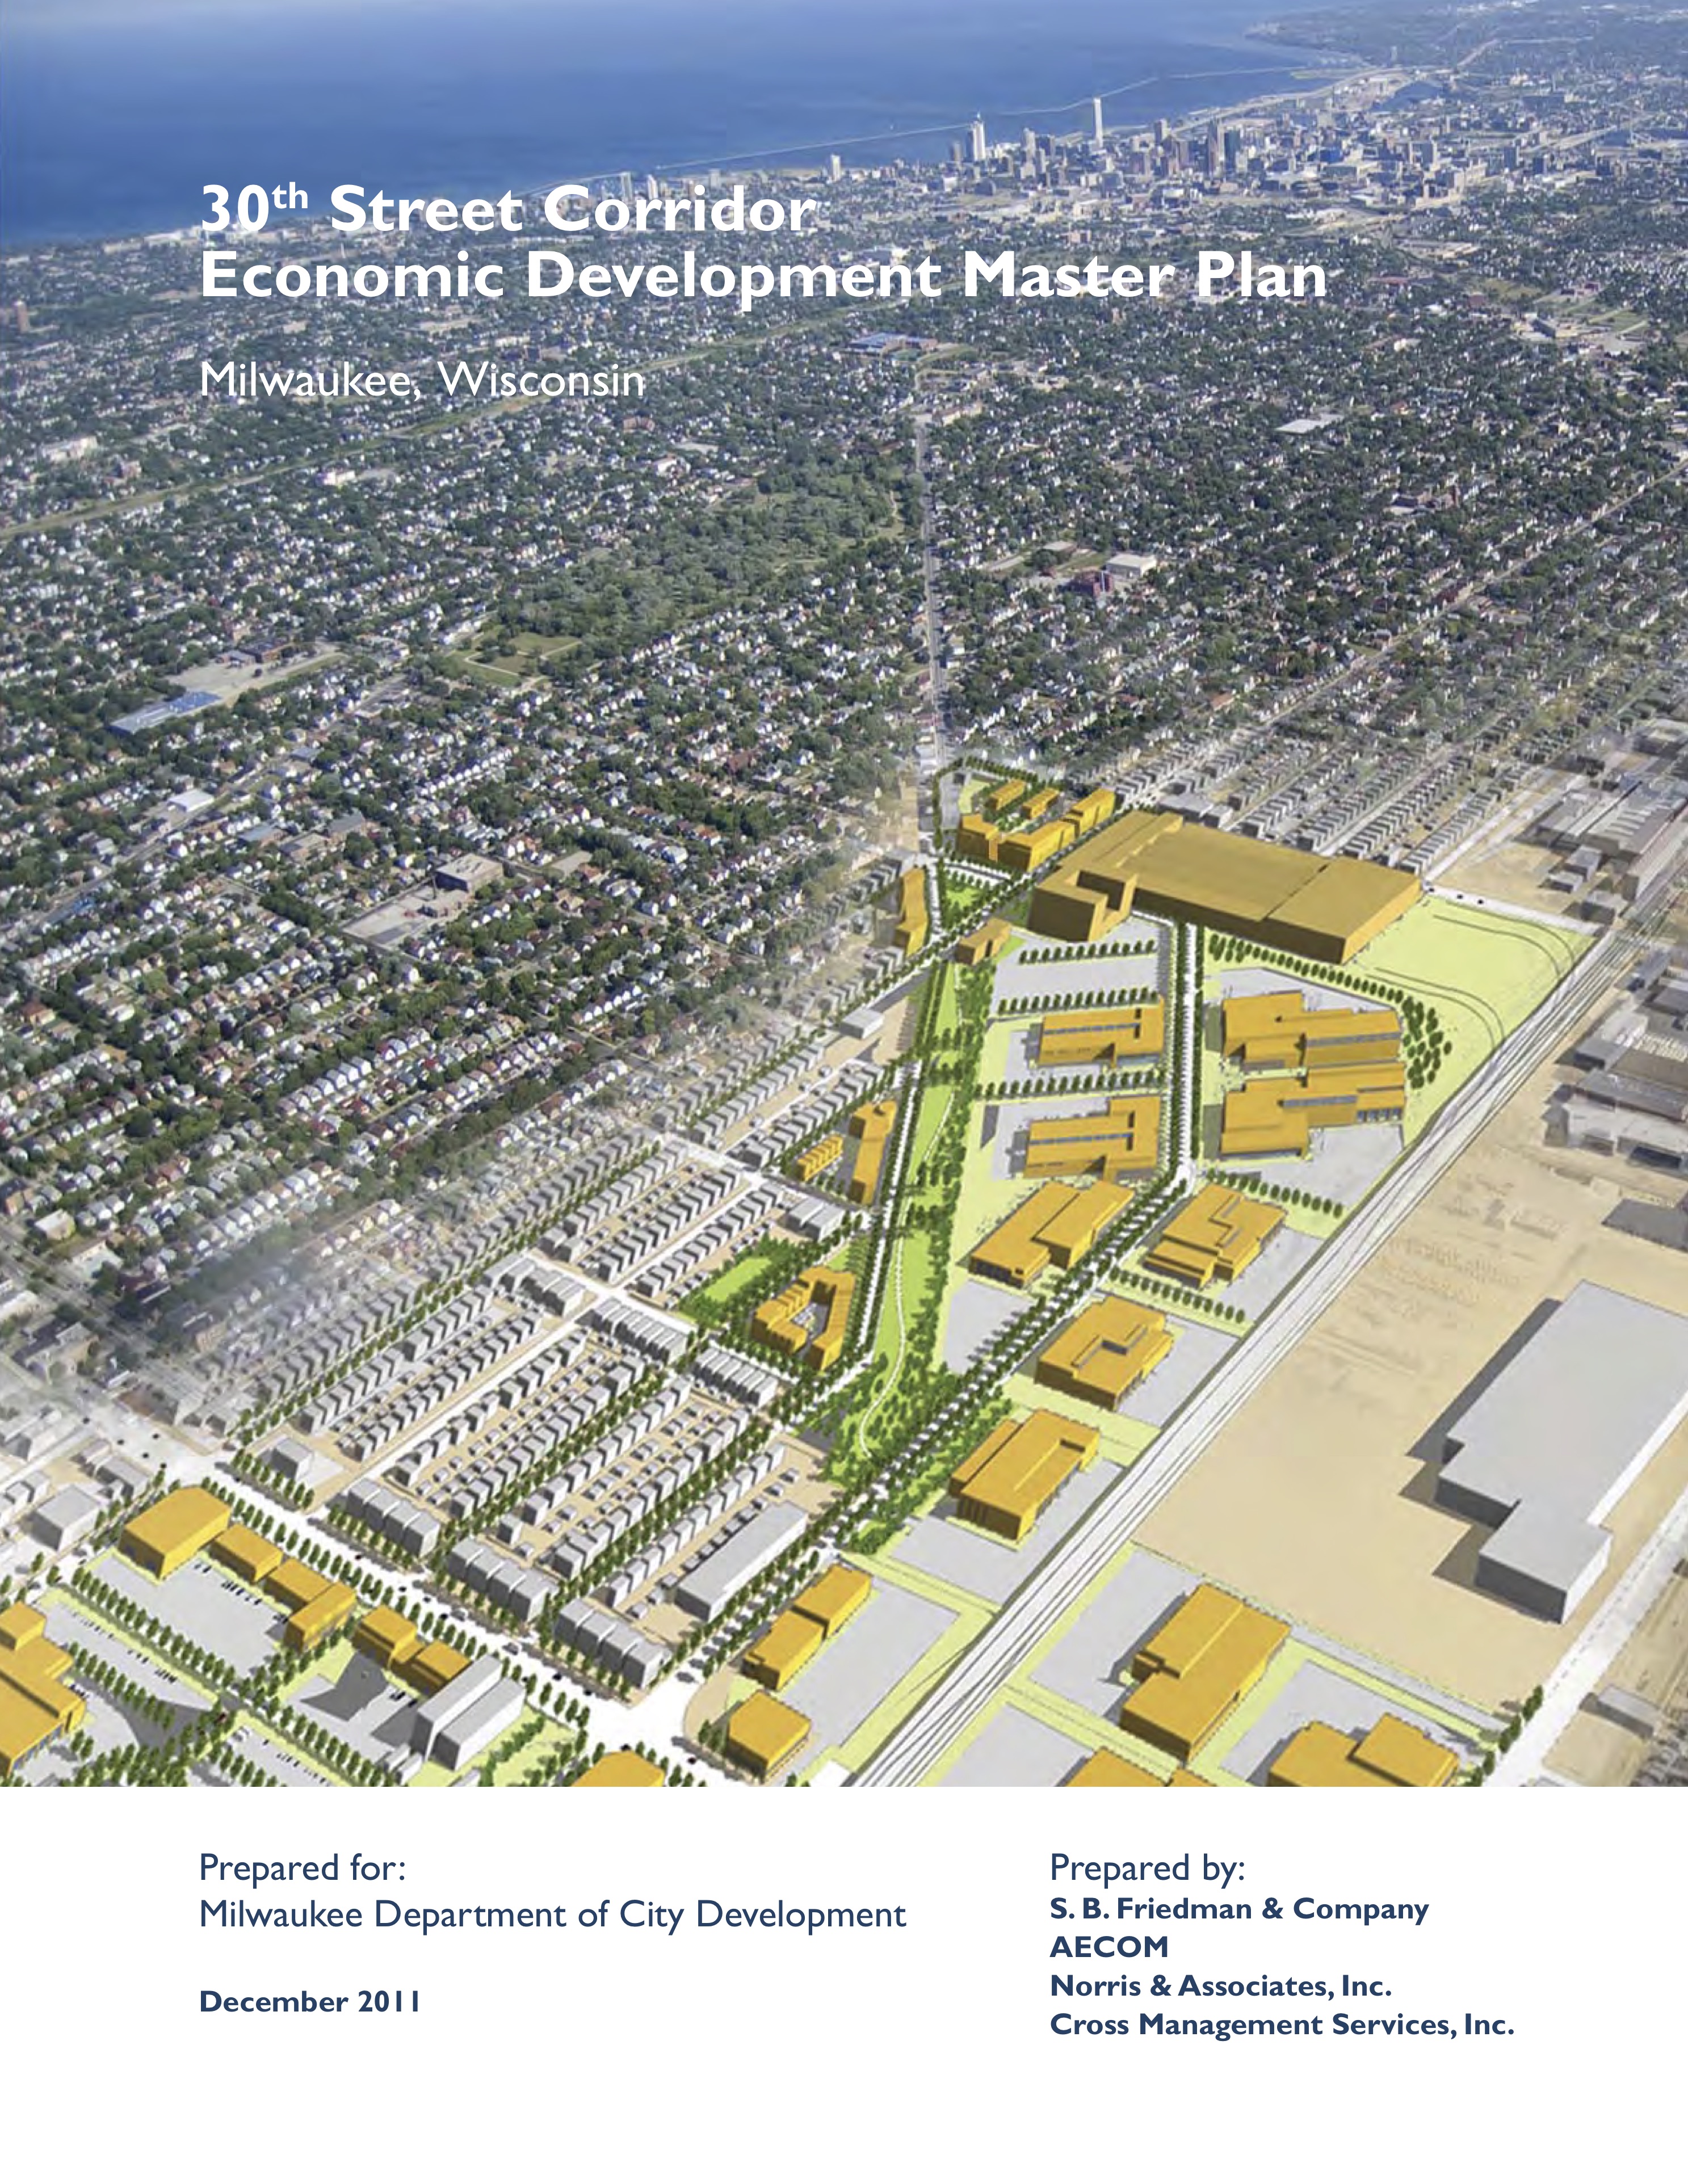 30th Street Corridor
Economic Development Master Plan
Milwaukee, Wisconsin
Prepared for:
Milwaukee Department of City Development
December 2011
Prepared by:
S. B. Friedman & Company
AECOM
Norris & Associates, Inc.
Cross Management Services, Inc.